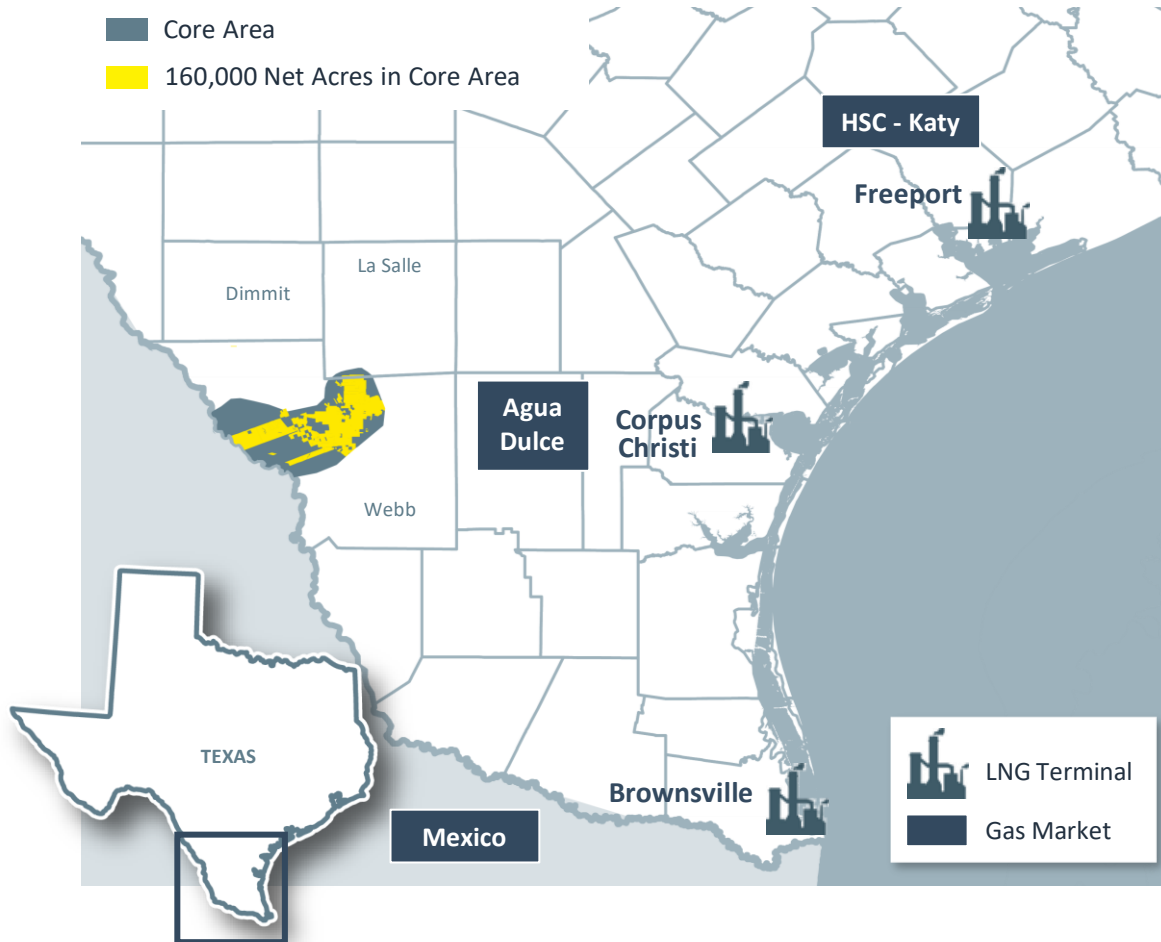 Core Area
160,000 Net Acres in Core Area
HSC - Katy
Freeport
La Salle
Dimmit
Agua
Dulce
Corpus
Christi
Webb
TEXAS
Brownsville
Mexico
LNG Terminal
Gas Market